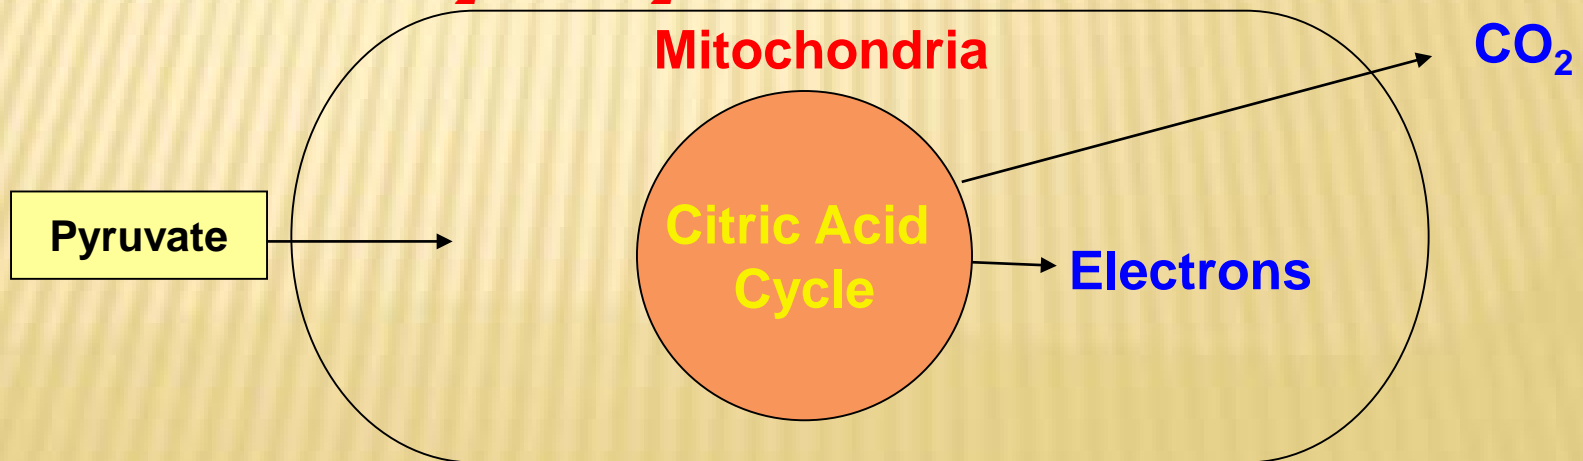 Mitochondria
CO₂
Pyruvate
Citric Acid
Cycle
Electrons